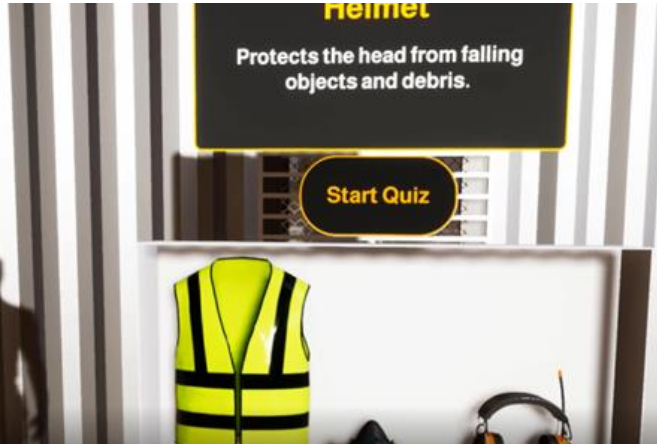 Helmet
Protects the head from falling
objects and debris.
Start Quiz